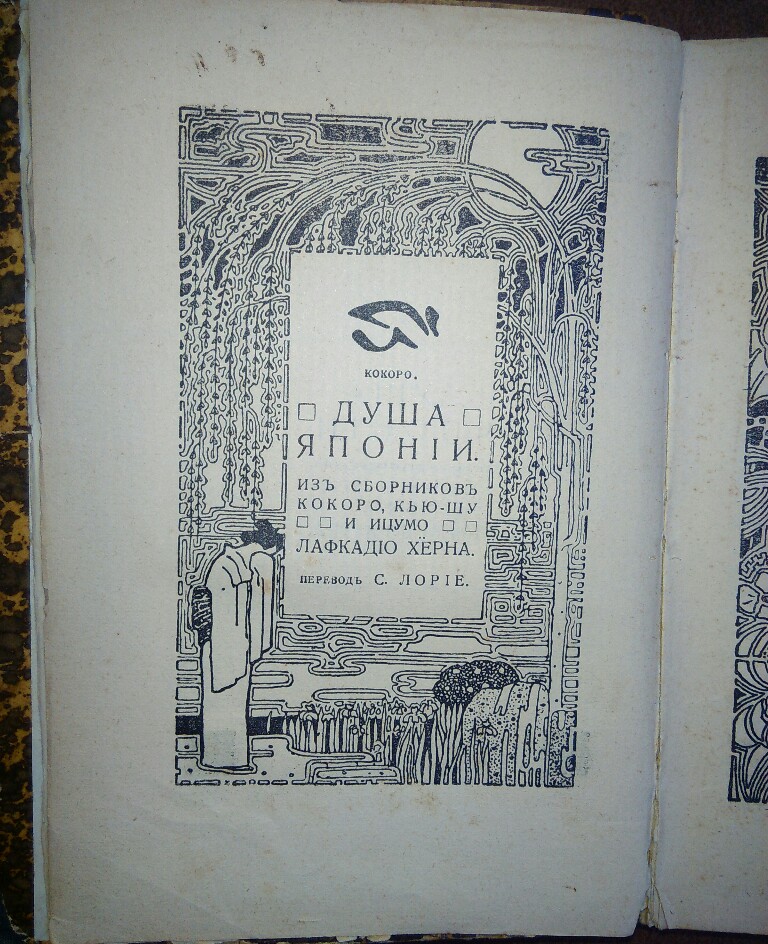 КОКОРО.
□ ДУША □
ЯПОНІИ.
ИЗЪ СБОРНИКОВЪ
КОКОРО, КЬЮ-ШУ
□ □ И ИЦУМО □ □
ЛАФКАДІО ХЁРНА.
ПЕРЕВОДЪ С. ЛОРІЕ.